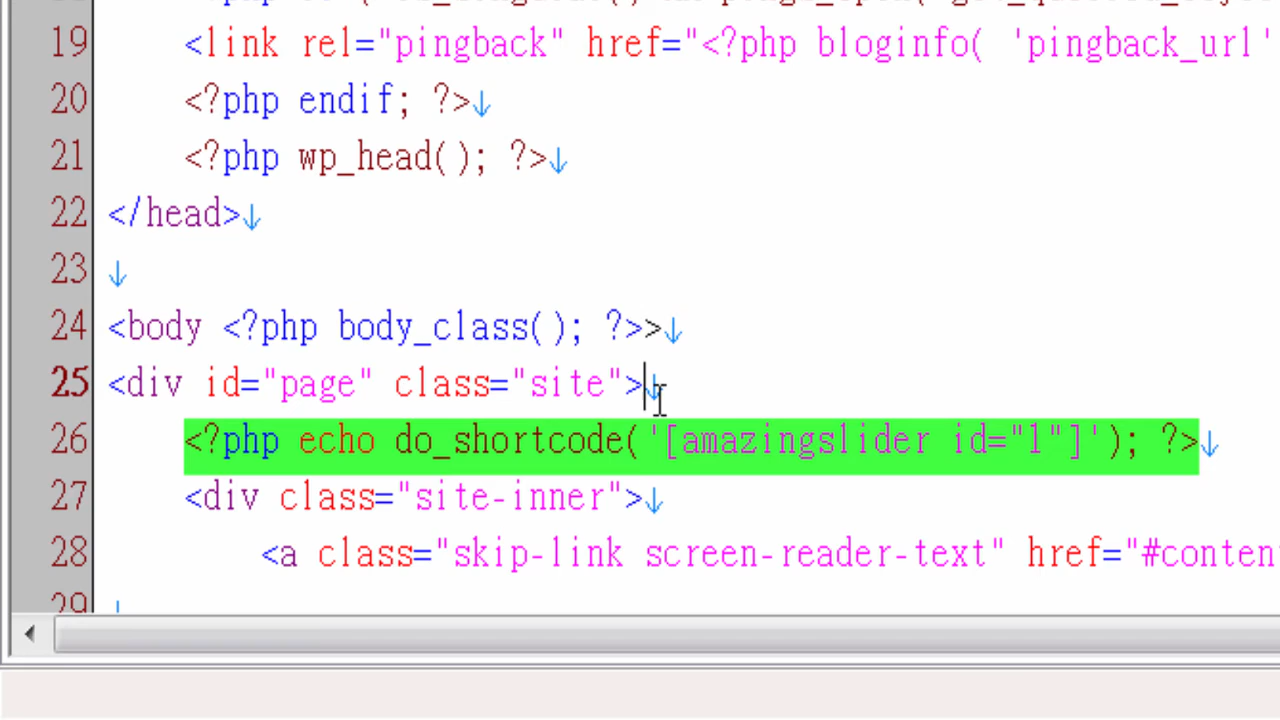 19 <link rel="pingback" href="<?php bloginfo( 'pingback_url'
20 <?php endif; ?>↓
21 <?php wp_head(); ?>↓
22 </head>↓
23 ↓
24 <body <?php body_class(); ?>>↓
25 <div id="page" class="site">↓
26 <?php echo do_shortcode('[amazingslider id="1"]'); ?>↓
27 <div class="site-inner">↓
28 <a class="skip-link screen-reader-text" href="#conten
29 ↓